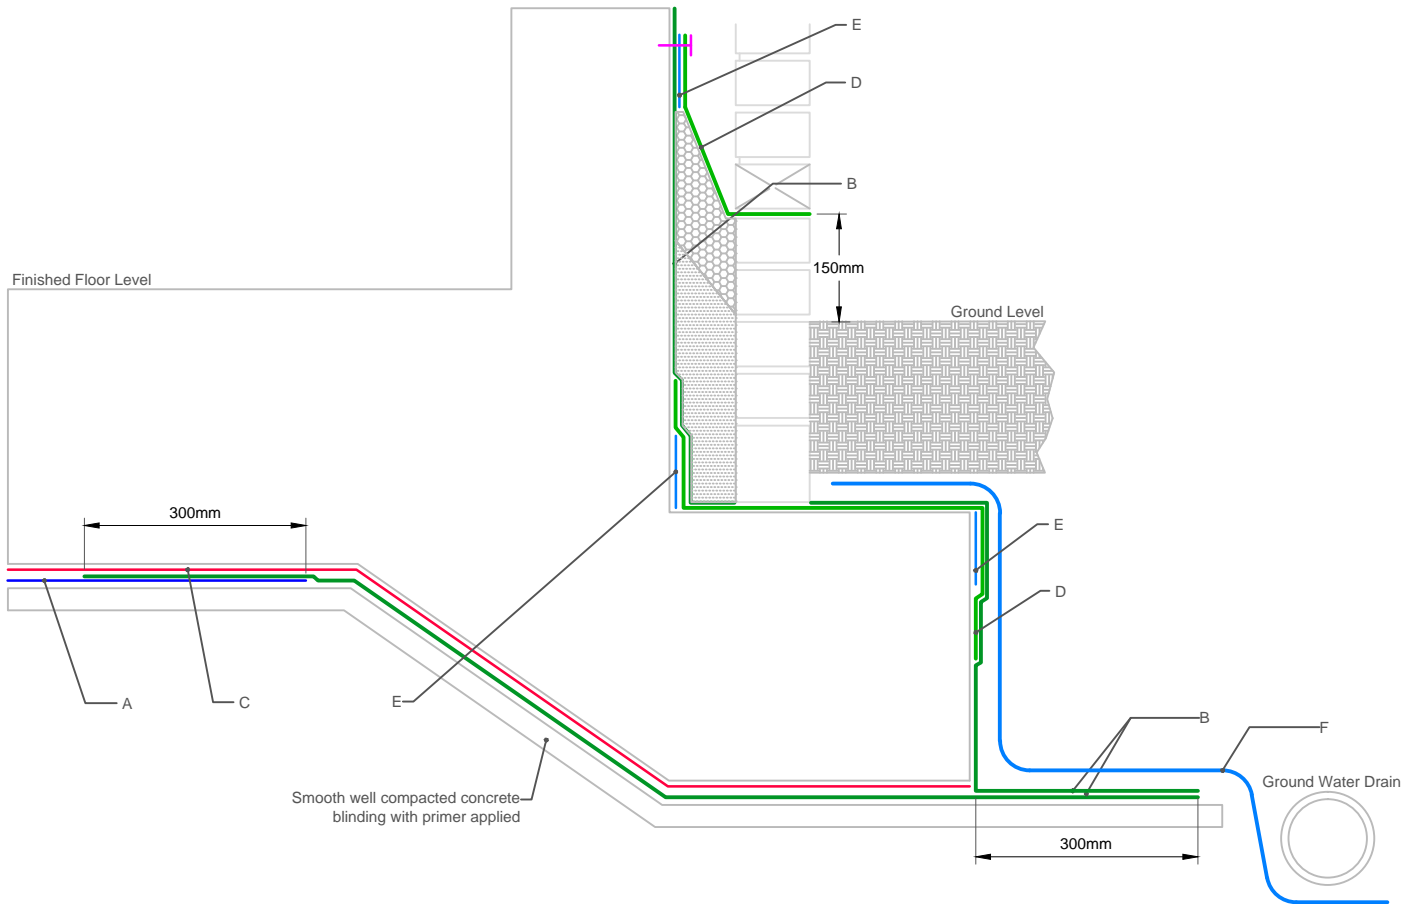 E
D
B
Finished Floor Level
150mm
Ground Level
300mm
E
D
A
C
E
B
F
Smooth well compacted concrete
blinding with primer applied
Ground Water Drain
300mm